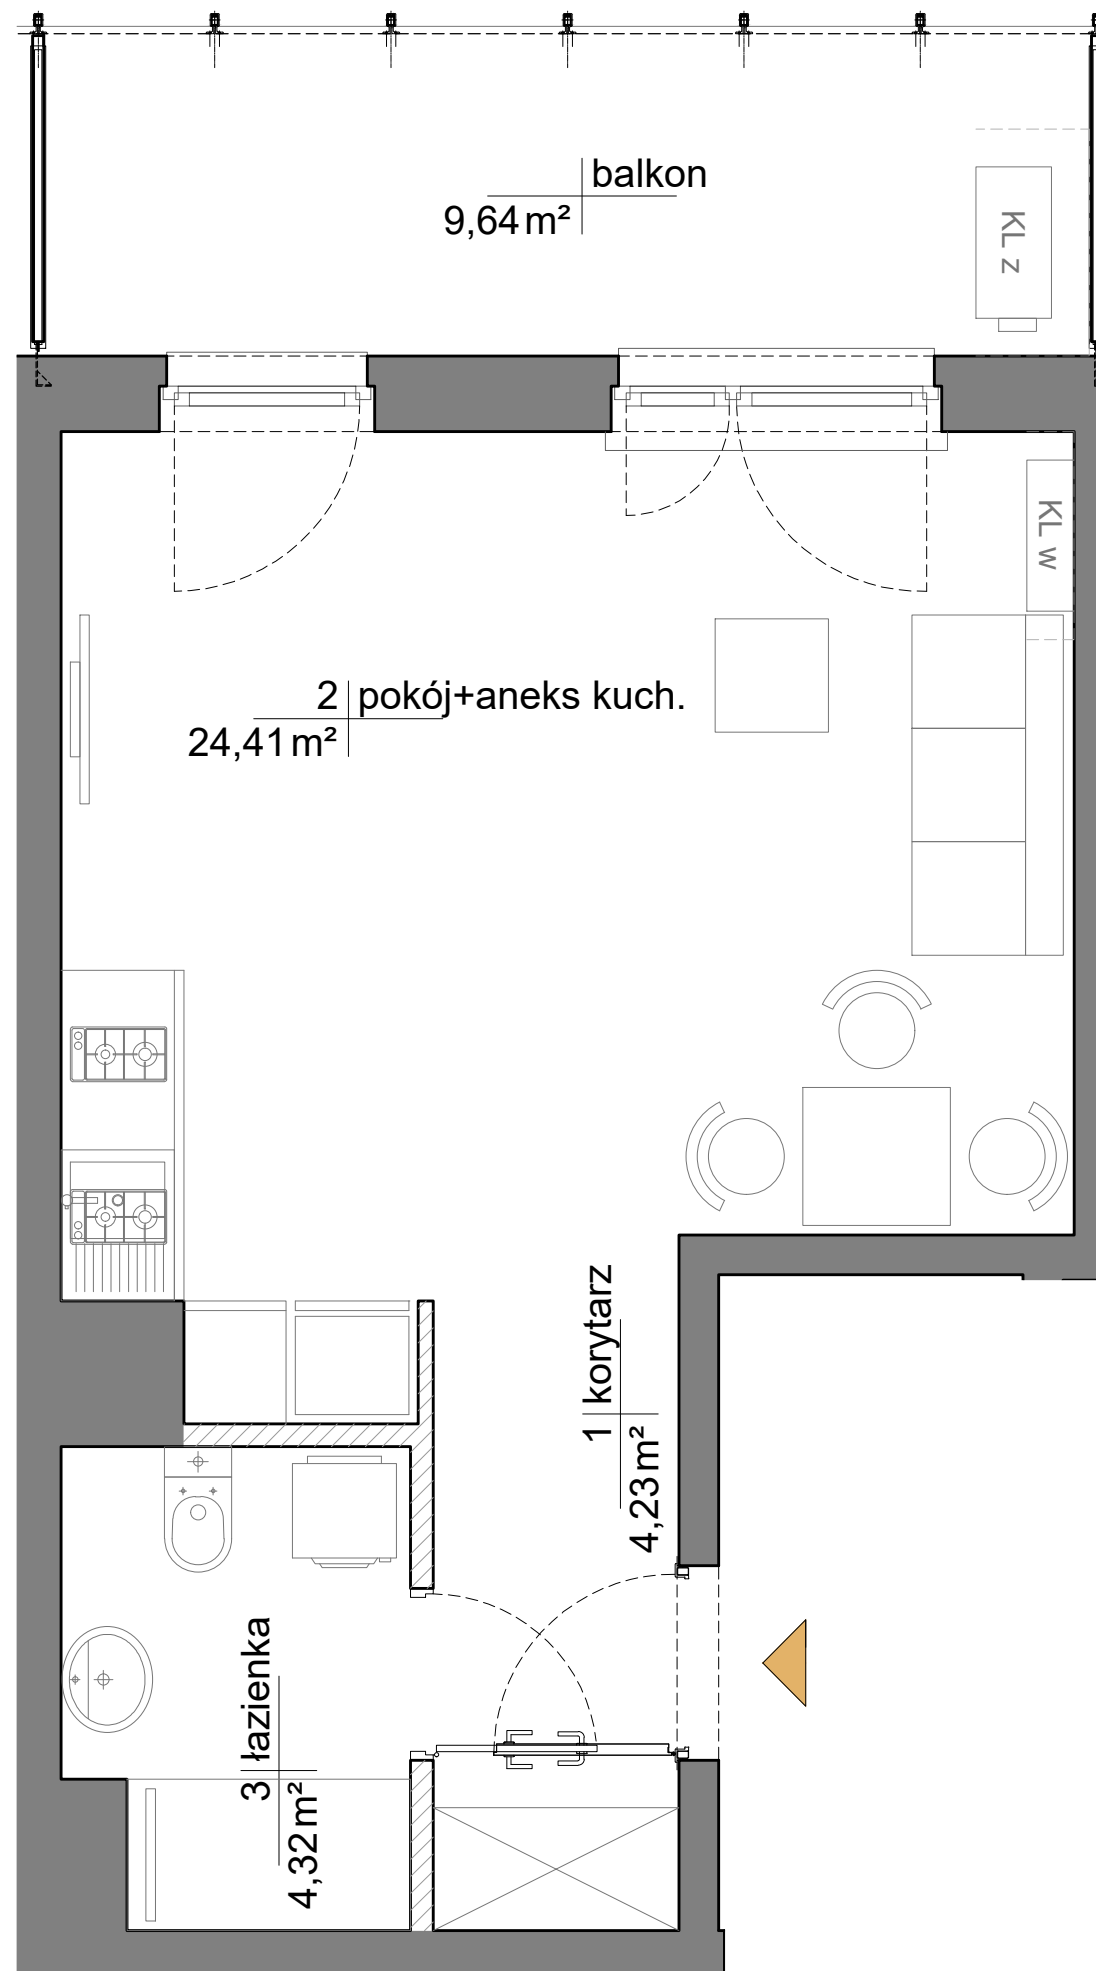 balkon
9,64 m²
KL z
KL w
2 pokój+aneks kuch.
24,41 m²
1 korytarz
4,23 m²
3 łazienka
4,32 m²